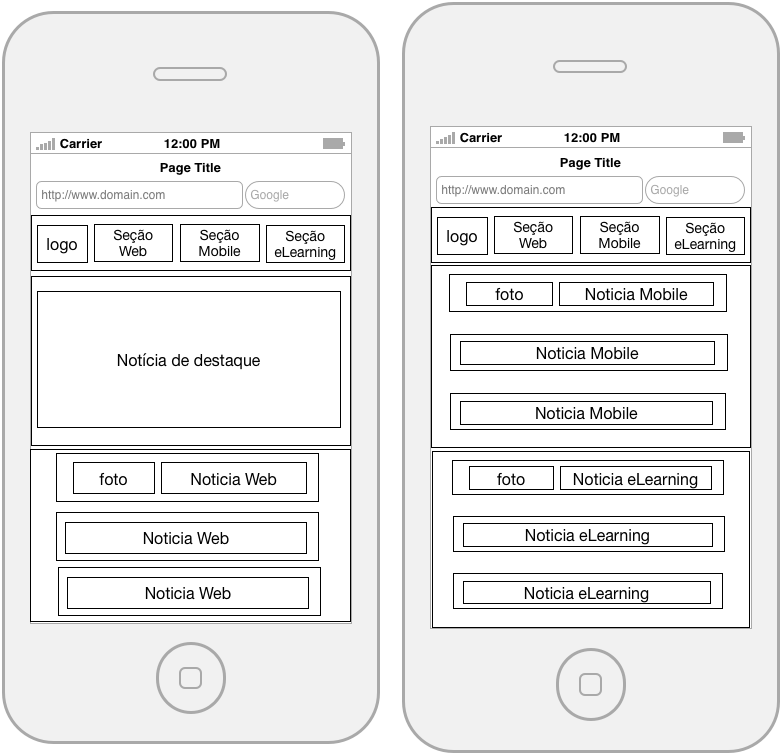 Carrier 12:00 PM
Page Title
http://www.domain.com Google
logo
Seção
Web
Seção
Mobile
Seção
eLearning
Notícia de destaque
foto Noticia Web
Noticia Web
Noticia Web
Carrier 12:00 PM
Page Title
http://www.domain.com Google
logo
Seção
Web
Seção
Mobile
Seção
eLearning
foto Noticia Mobile
Noticia Mobile
Noticia Mobile
foto Noticia eLearning
Noticia eLearning
Noticia eLearning